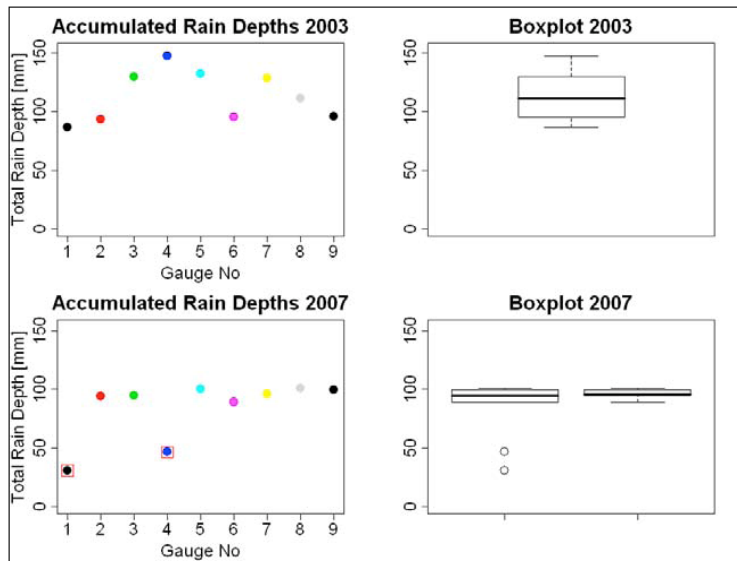 Accumulated Rain Depths 2003
Total Rain Depth [mm]
150
100
50
0
1 2 3 4 5 6 7 8 9
Gauge No
Boxplot 2003
150
100
50
0
Accumulated Rain Depths 2007
Total Rain Depth [mm]
150
100
50
0
1 2 3 4 5 6 7 8 9
Gauge No
Boxplot 2007
150
100
50
0